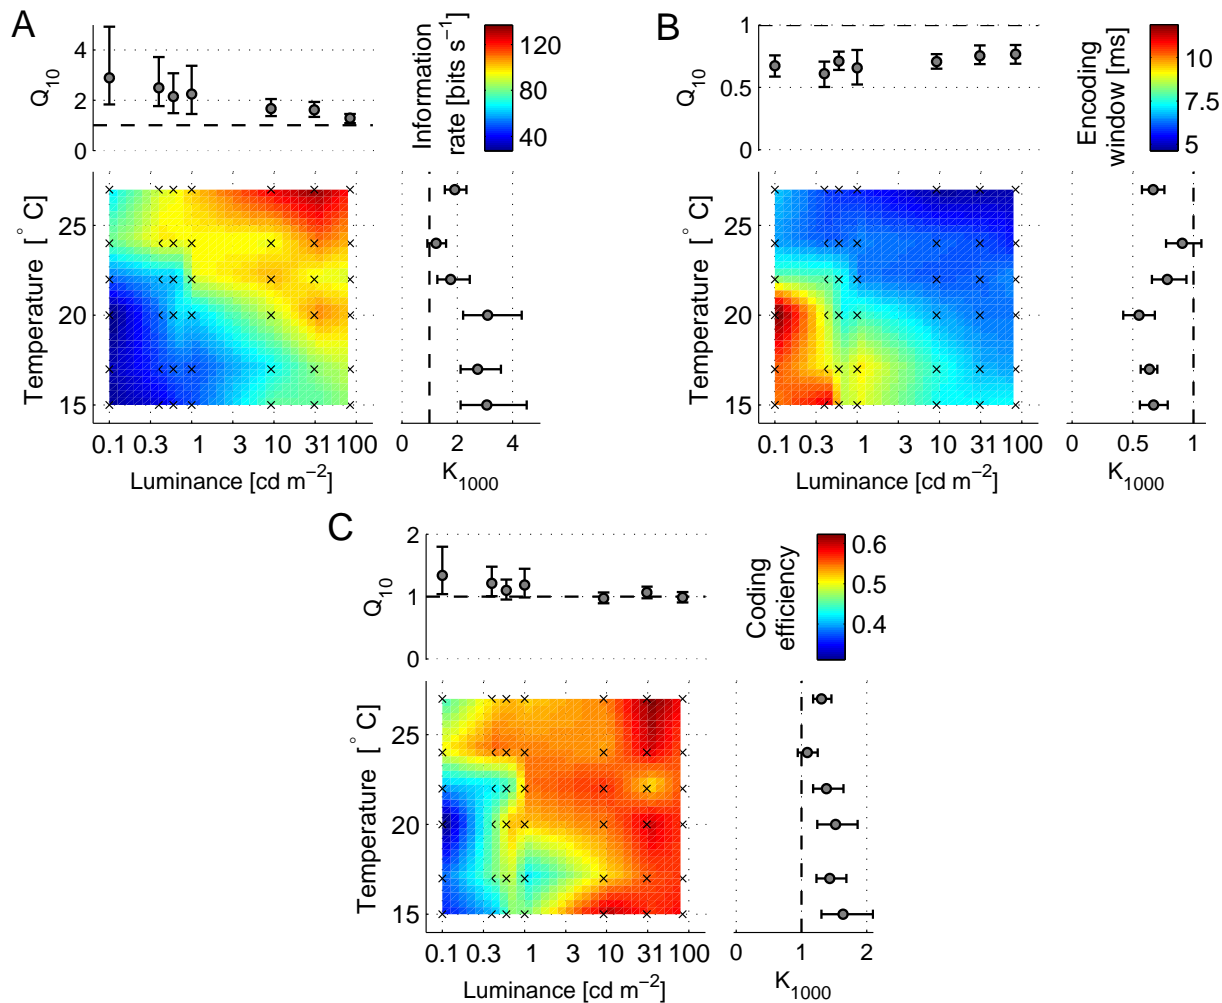 A
Q10
4
2
0
Information
rate [bits s−1]
120
80
40
Temperature [°C]
25
20
15
0.1 0.3 1 3 10 31 100
Luminance [cd m−2]
0 2 4
K1000
B
Q10
1
0.5
0
Encoding
window [ms]
10
7.5
5
Temperature [°C]
25
20
15
0.1 0.3 1 3 10 31 100
Luminance [cd m−2]
0 0.5 1
K1000
C
Q10
2
1
0
Coding
efficiency
0.6
0.5
0.4
Temperature [°C]
25
20
15
0.1 0.3 1 3 10 31 100
Luminance [cd m−2]
0 1 2
K1000